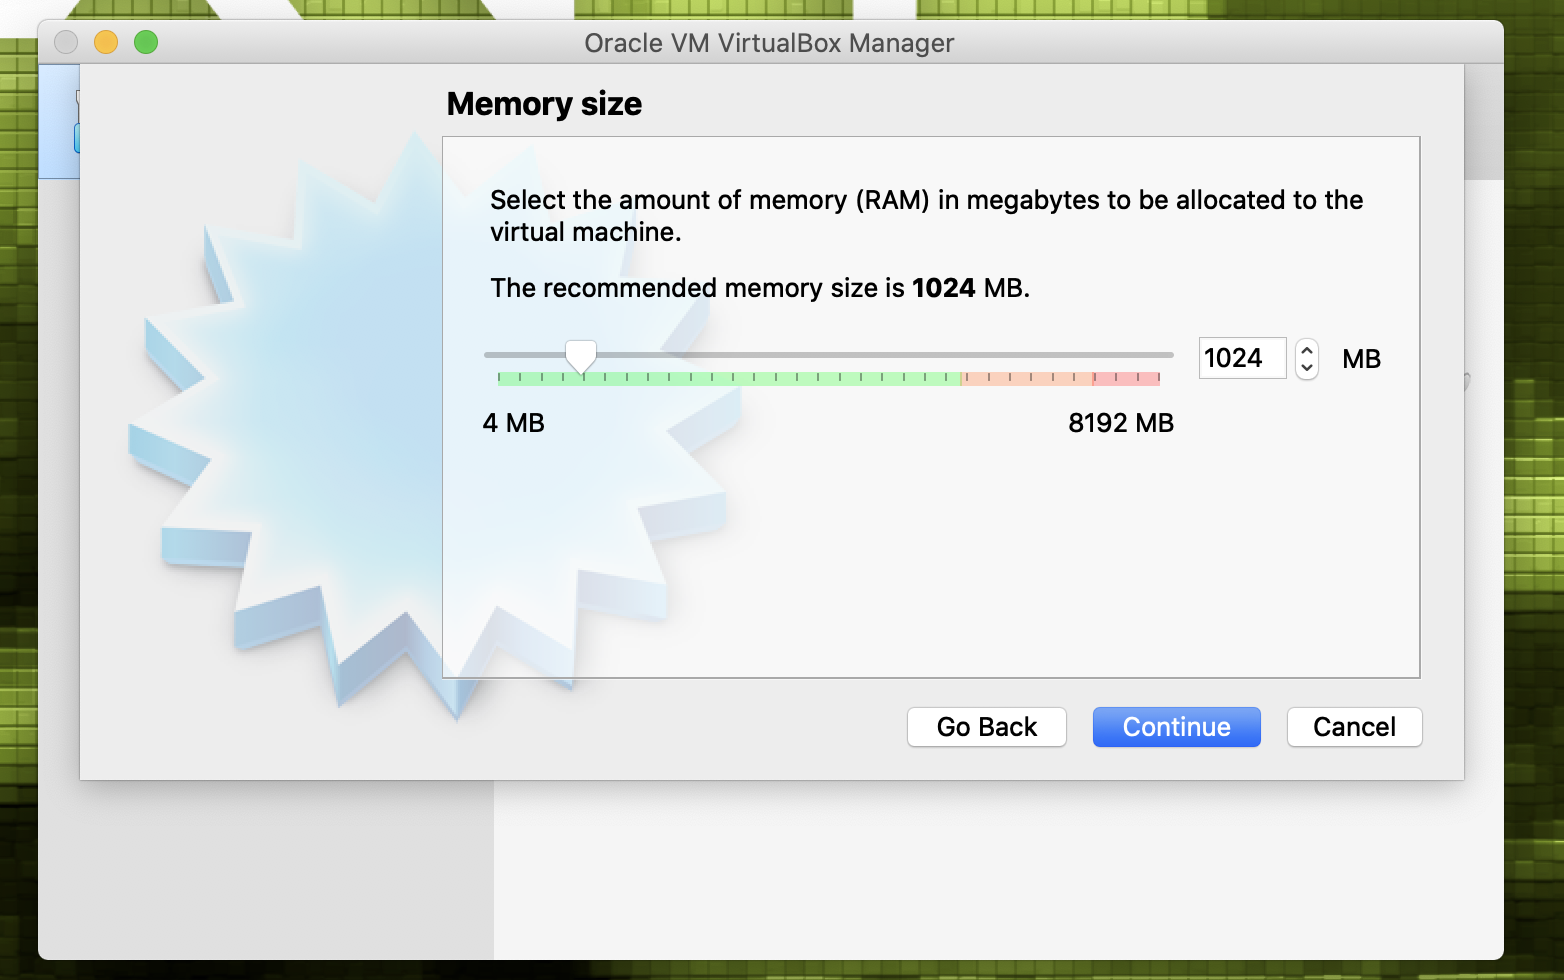 Oracle VM VirtualBox Manager
Memory size
Select the amount of memory (RAM) in megabytes to be allocated to the
virtual machine.
The recommended memory size is 1024 MB.
1024 MB
4 MB 8192 MB
Go Back Continue Cancel